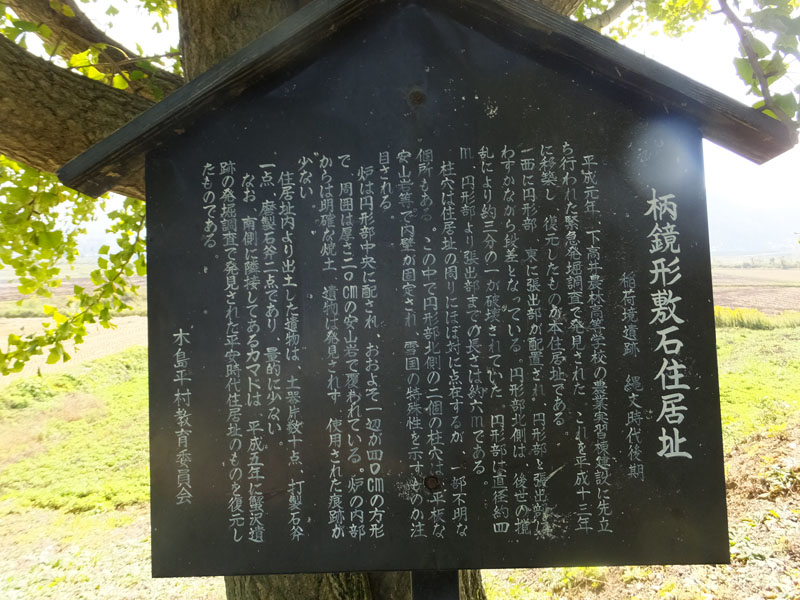 柄鏡形敷石住居址
稲荷境遺跡 縄文時代後期
平成元年、下高井農林高等学校の農業実習棟建設に先立
ち行われた緊急発掘調査で発見された これを平成十三年
に移築し 復元したものが本住居址である。
一西に円形部 東に張出部が配置され 円形部と張出部は
わずかながら段差となっている。円形部北側は、後世の攪
乱により約三分の一が破壊されていた 円形部は直径約四
m 円形部より張出部までの長さは約六mである。
柱穴は住居址の周りにほぼ対に点在するが 一部不明な
個所もある。この中で円形部北側の二個の柱穴は、平板な
安山岩等で内壁が固定され 雪国の特殊性を示すものか注
目される。
炉は円形部中央に配され、おおよそ一辺が四〇cmの方形
で 周囲は厚さ二〇cmの安山岩で覆われている。炉の内部
からは明確な焼土 遺物は発見されず 使用された痕跡が
少ない
住居址内より出土した遺物は、土器片数十点、打製石斧
一点、磨製石斧二点であり 量的に少ない。
なお 南側に隣接してあるカマドは、平成五年に蟹沢遺
跡の発掘調査で発見された平安時代住居址のものを復元し
たものである。
木島平村教育委員会